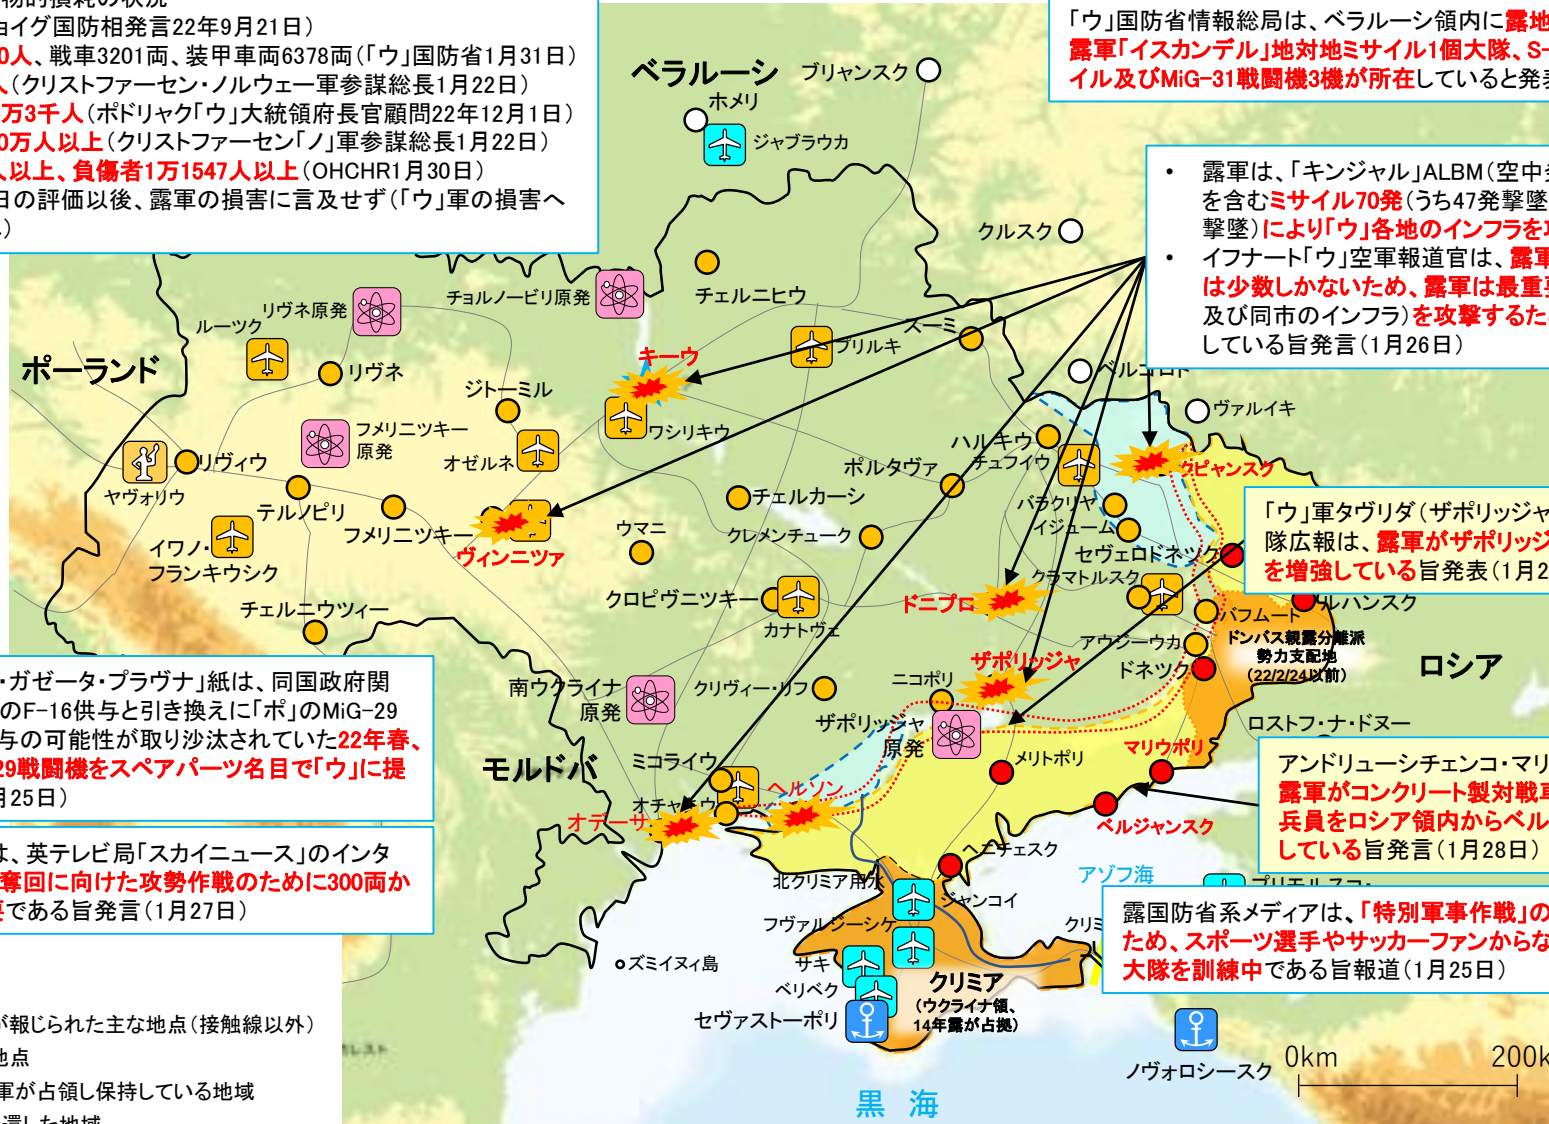 物的損耗の状況
ョイグ国防相発言22年9月21日）
0人、戦車3201両、装甲車両6378両（「ウ」国防省1月31日）
人（クリストファーセン・ノルウェー軍参謀総長1月22日）
万3千人（ポドリャク「ウ」大統領府長官顧問22年12月1日）
0万人以上（クリストファーセン「ノ」軍参謀総長1月22日）
人以上、負傷者1万1547人以上（OHCHR1月30日）
日の評価以後、露軍の損害に言及せず（「ウ」軍の損害へ
）
「ウ」国防省情報総局は、ベラルーシ領内に露地
露軍「イスカンデル」地対地ミサイル1個大隊、S-
イル及びMiG-31戦闘機3機が所在していると発表
• 露軍は、「キンジャル」ALBM（空中発
を含むミサイル70発（うち47発撃墜
撃墜）により「ウ」各地のインフラを攻
• イフナート「ウ」空軍報道官は、露軍
は少数しかないため、露軍は最重要
及び同市のインフラ）を攻撃するため
している旨発言（1月26日）
ベラルーシ
ブリャンスク
ホメリ
ジャブラウカ
クルスク
チェルニヒウ
チョルノービリ原発
リヴネ原発
ルーツク
スーミ
プリルキ
ポーランド
リヴネ
キーウ
ベルゴロド
ジトーミル
ヴァルイキ
フメリニツキー
原発
ワシリキウ
ハルキウ
チュフイウ
オゼルネ
リヴィウ
ポルタヴァ
クピャンスク
ヤヴォリウ
テルノピリ
チェルカーシ
バラクリヤ
フメリニツキー
ウマニ
クレメンチューク
イジューム
イワノ・
フランキウシク
ヴィンニツァ
セヴェロドネツク
クラマトルスク
「ウ」軍タヴリダ（ザポリッジャ
隊広報は、露軍がザポリッジ
を増強している旨発表（1月2
チェルニウツィー
クロピヴニツキー
カナトヴェ
ドニプロ
ルハンスク
バフムート
ドンバス親露分離派
勢力支配地
（22/2/24以前）
アウジーウカ
ドネツク
ロシア
ザポリッジャ
南ウクライナ
原発
クリヴィー・リフ
ニコポリ
ザポリッジャ
原発
ロストフ・ナ・ドヌー
・ガゼータ・プラヴナ」紙は、同国政府関
のF-16供与と引き換えに「ポ」のMiG-29
与の可能性が取り沙汰されていた22年春、
29戦闘機をスペアパーツ名目で「ウ」に提
月25日）
モルドバ
ミコライウ
メリトポリ
マリウポリ
オチャキウ
ヘルソン
オデーサ
ベルジャンスク
アンドリューシチェンコ・マリ
露軍がコンクリート製対戦車
兵員をロシア領内からベル
している旨発言（1月28日）
は、英テレビ局「スカイニュース」のインタ
奪回に向けた攻勢作戦のために300両か
要である旨発言（1月27日）
ヘニチェスク
アゾフ海
北クリミア用水
ジャンコイ
プリモルスコ・
フヴァルジーシケ
クリミ
露国防省系メディアは、「特別軍事作戦」の
ため、スポーツ選手やサッカーファンからな
大隊を訓練中である旨報道（1月25日）
ズミイヌィ島
サキ
ベリベク
クリミア
（ウクライナ領、
14年露が占拠）
セヴァストーポリ
が報じられた主な地点（接触線以外）
地点
軍が占領し保持している地域
還した地域
カレスト
ノヴォロシースク
0km
200k
黒 海